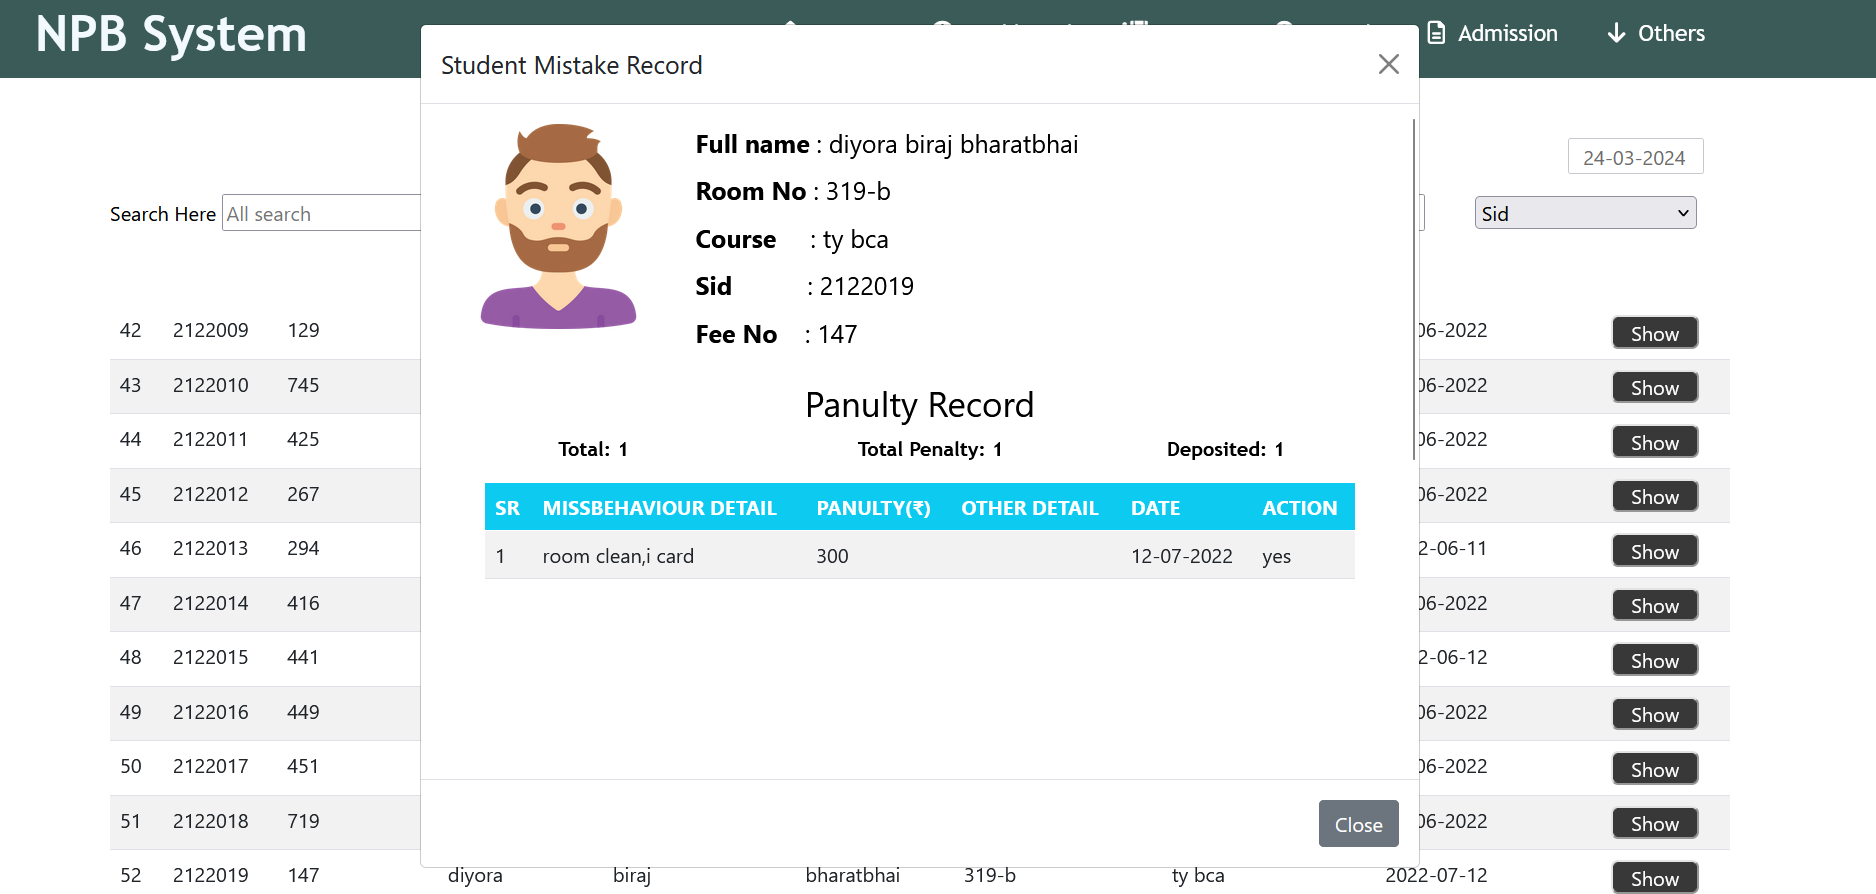 NPB System
Admission
Others
Student Mistake Record
Full name : diyora biraj bharatbhai
Room No : 319-b
Course : ty bca
Sid : 2122019
Fee No : 147
24-03-2024
Search Here All search
Sid
Panulty Record
Total: 1 Total Penalty: 1 Deposited: 1
SR MISSBEHAVIOUR DETAIL PANULTY(₹) OTHER DETAIL DATE ACTION
1 room clean,i card 300 12-07-2022 yes
Close
42 2122009 129 06-2022 Show
43 2122010 745 06-2022 Show
44 2122011 425 06-2022 Show
45 2122012 267 06-2022 Show
46 2122013 294 2-06-11 Show
47 2122014 416 06-2022 Show
48 2122015 441 2-06-12 Show
49 2122016 449 06-2022 Show
50 2122017 451 06-2022 Show
51 2122018 719 06-2022 Show
52 2122019 147 diyora biraj bharatbhai 319-b ty bca 2022-07-12 Show